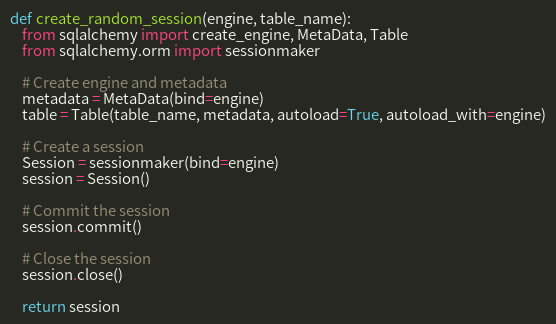 def create_random_session(engine, table_name):
    from sqlalchemy import create_engine, MetaData, Table
    from sqlalchemy.orm import sessionmaker

    # Create engine and metadata
    metadata = MetaData(bind=engine)
    table = Table(table_name, metadata, autoload=True, autoload_with=engine)

    # Create a session
    Session = sessionmaker(bind=engine)
    session = Session()

    # Commit the session
    session.commit()

    # Close the session
    session.close()

    return session